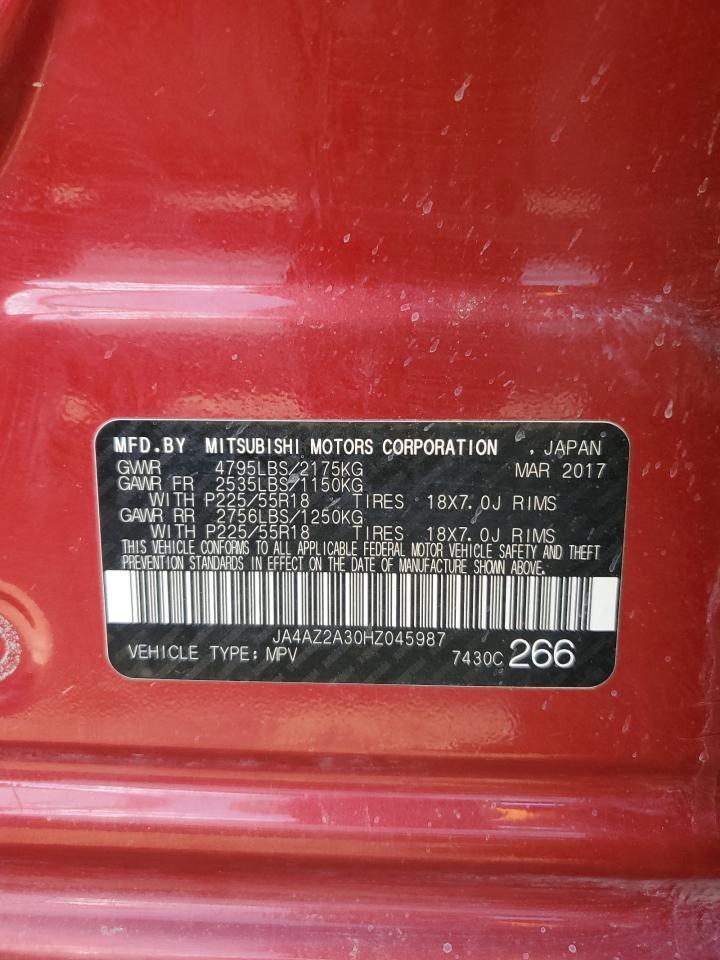 MFD.BY MITSUBISHI MOTORS CORPORATION , JAPAN
GWWR 4795LBS/2175KG MAR 2017
GAWR FR 2535LBS/1150KG
WITH P225/55R18 TIRES 18X7.0J RIMS
GAWR RR 2756LBS/1250KG
WITH P225/55R18 TIRES 18X7.0J RIMS
THIS VEHICLE CONFORMS TO ALL APPLICABLE FEDERAL MOTOR VEHICLE SAFETY AND THEFT
PREVENTION STANDARDS IN EFFECT ON THE DATE OF MANUFACTURE SHOWN ABOVE.
JA4AZ2A30HZ045987
VEHICLE TYPE: MPV 7430C 266